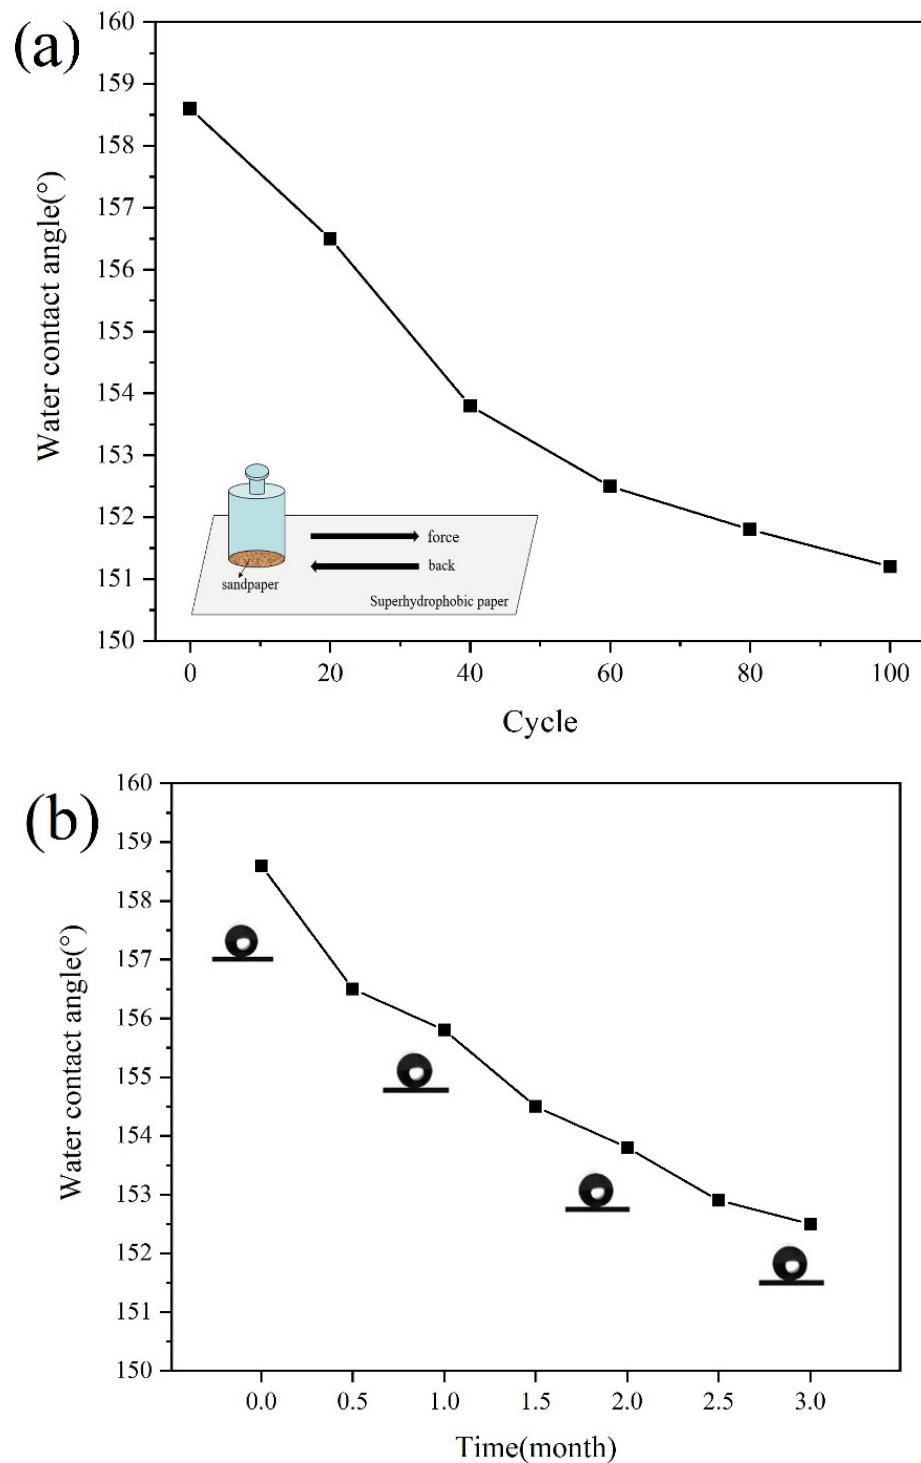 (a)
160
159
158
157
156
155
154
153
152
151
150
Water contact angle(°)
force
back
sandpaper
Superhydrophobic paper
0 20 40 60 80 100
Cycle
(b)
160
159
158
157
156
155
154
153
152
151
150
Water contact angle(°)
0.0 0.5 1.0 1.5 2.0 2.5 3.0
Time(month)